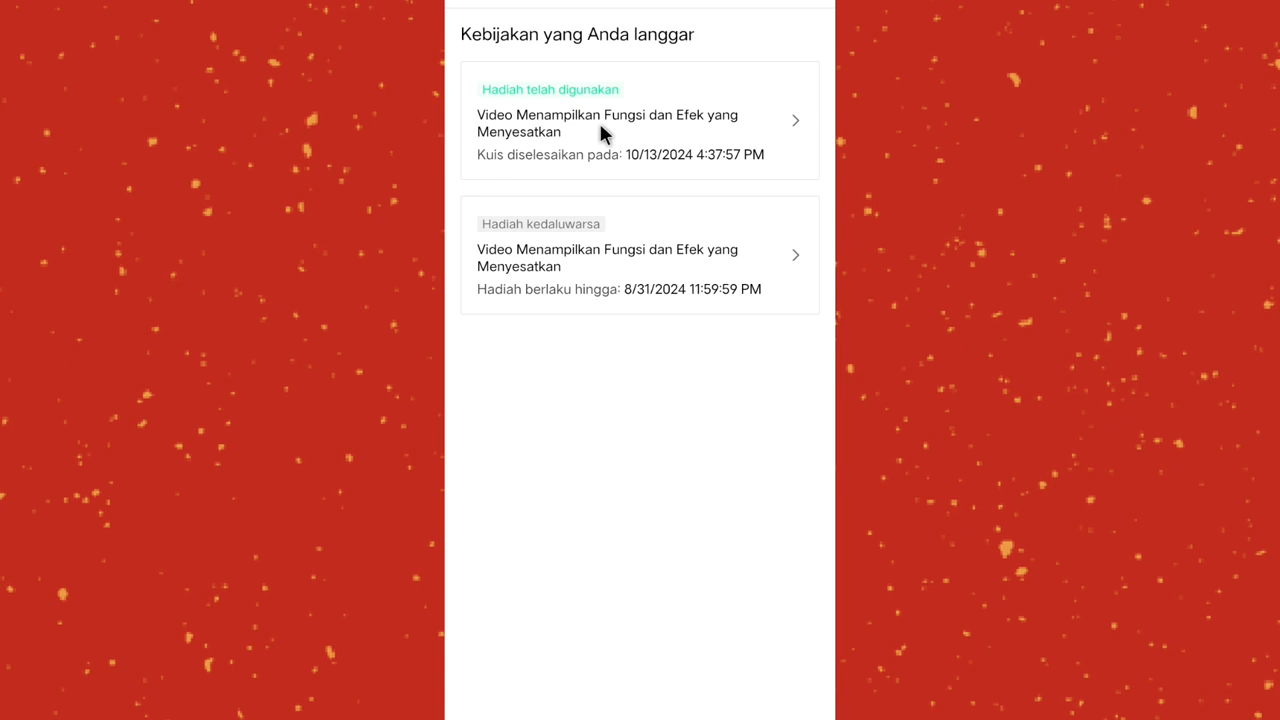 Kebijakan yang Anda langgar
Hadiah telah digunakan
Video Menampilkan Fungsi dan Efek yang
Menyesatkan
Kuis diselesaikan pada: 10/13/2024 4:37:57 PM
Hadiah kedaluwarsa
Video Menampilkan Fungsi dan Efek yang
Menyesatkan
Hadiah berlaku hingga: 8/31/2024 11:59:59 PM